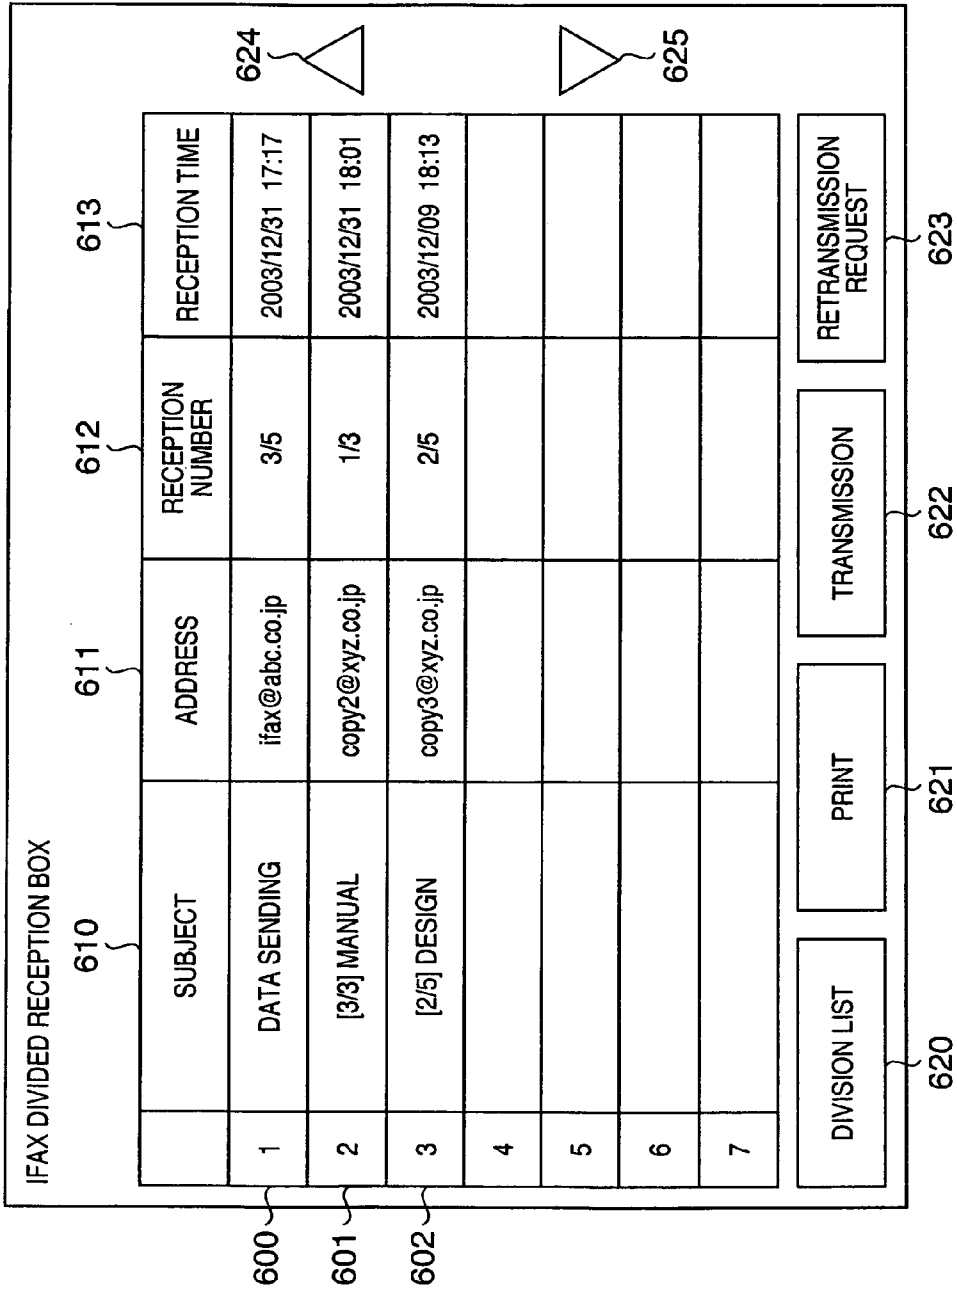 IFAX DIVIDED RECEPTION BOX
610 611 612 613
SUBJECT ADDRESS RECEPTION NUMBER RECEPTION TIME
600 1 DATA SENDING ifax@abc.co.jp 3/5 2003/12/31 17:17
601 2 [3/3] MANUAL copy2@xyz.co.jp 1/3 2003/12/31 18:01
602 3 [2/5] DESIGN copy3@xyz.co.jp 2/5 2003/12/09 18:13
4
5
6
7
624
625
DIVISION LIST PRINT TRANSMISSION RETRANSMISSION REQUEST
620 621 622 623